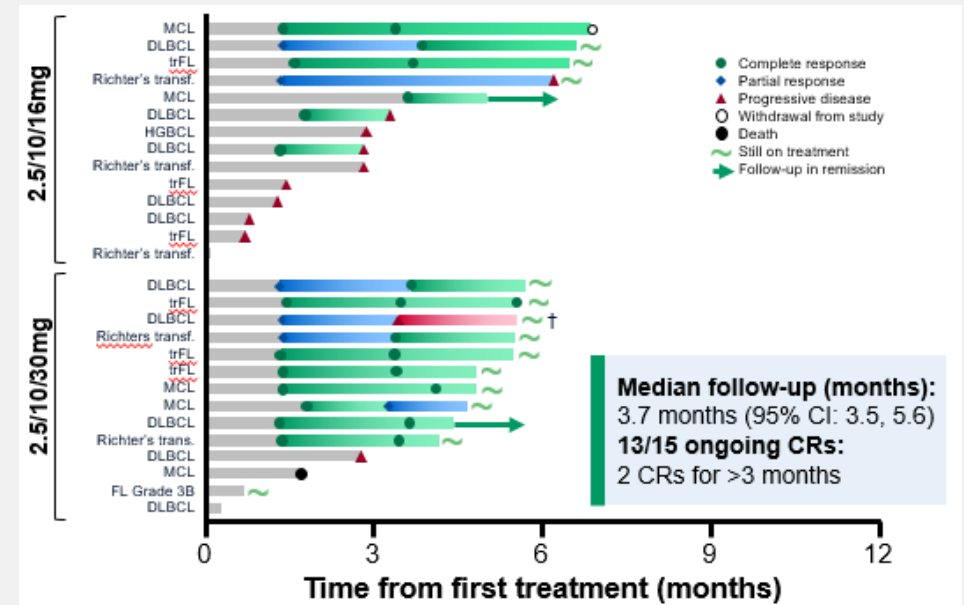 2.5/10/16mg
MCL
DLBCL
trFL
Richter's transf.
MCL
DLBCL
HGBCL
DLBCL
Richter's transf.
trFL
DLBCL
DLBCL
trFL
Richter's transf.
Complete response
Partial response
Progressive disease
Withdrawal from study
Death
Still on treatment
Follow-up in remission
2.5/10/30mg
DLBCL
trFL
DLBCL †
Richters transf.
trFL
trFL
MCL
MCL
DLBCL
Richter's trans.
DLBCL
MCL
FL Grade 3B
DLBCL
Median follow-up (months):
3.7 months (95% CI: 3.5, 5.6)
13/15 ongoing CRs:
2 CRs for >3 months
0 3 6 9 12
Time from first treatment (months)